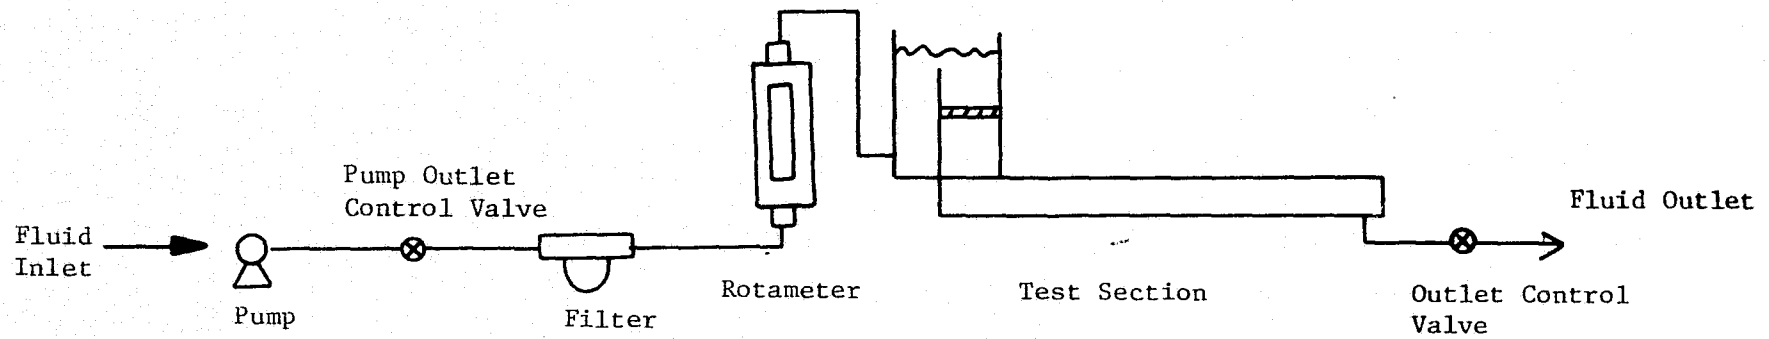 Fluid
Inlet
Pump
Pump Outlet
Control Valve
Filter
Rotameter
Test Section
Fluid Outlet
Outlet Control
Valve